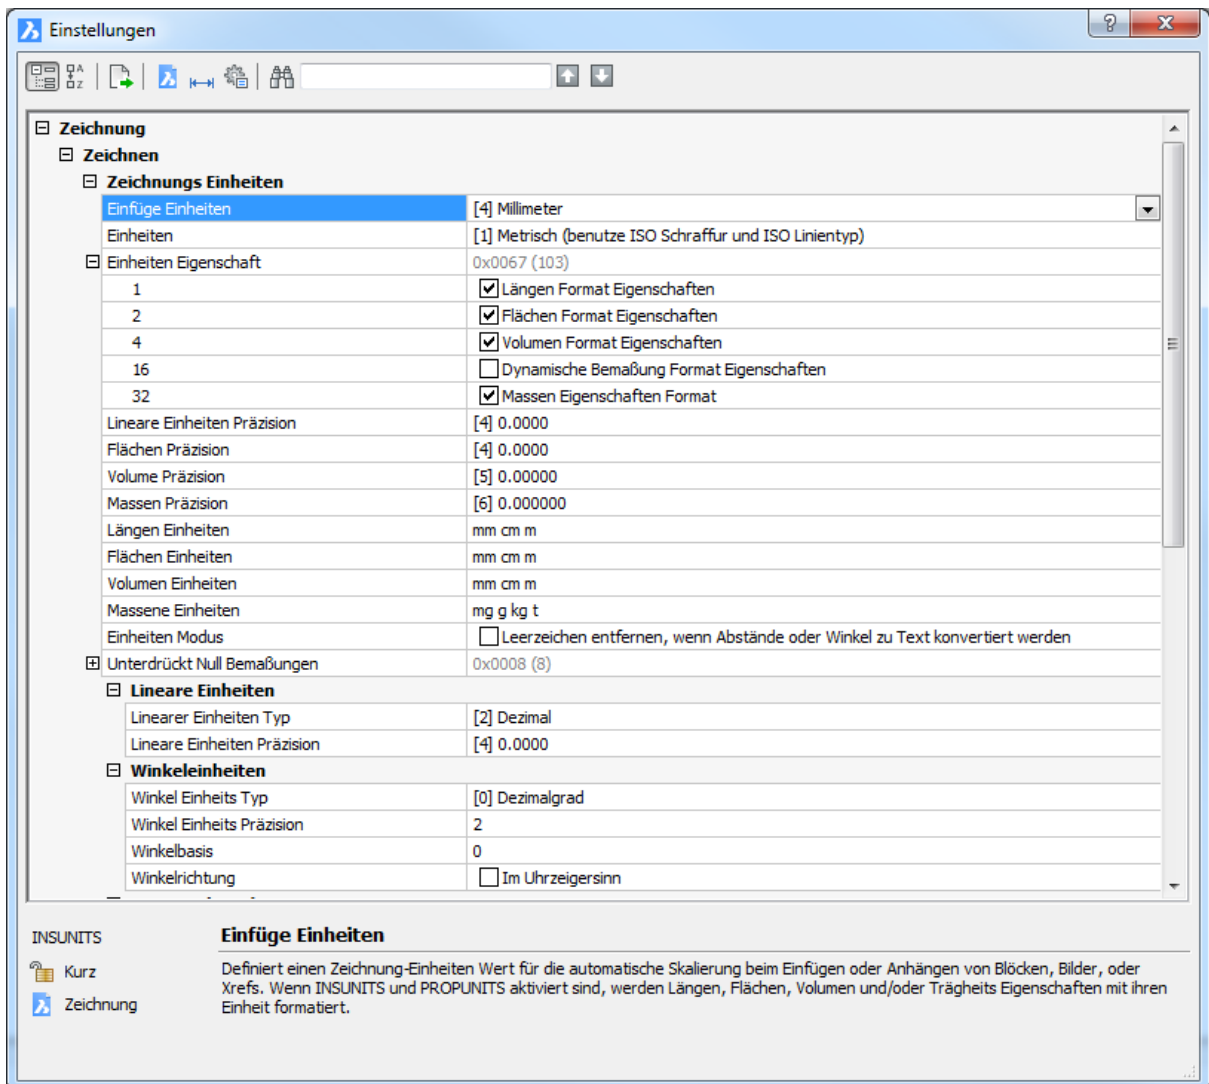 Einstellungen
Zeichnung
Zeichnen
Zeichnungs Einheiten
Einfüge Einheiten [4] Millimeter
Einheiten [1] Metrisch (benutze ISO Schraffur und ISO Linientyp)
Einheiten Eigenschaft 0x0067 (103)
1 Längen Format Eigenschaften
2 Flächen Format Eigenschaften
4 Volumen Format Eigenschaften
16 Dynamische Bemaßung Format Eigenschaften
32 Massen Eigenschaften Format
Lineare Einheiten Präzision [4] 0.0000
Flächen Präzision [4] 0.0000
Volume Präzision [5] 0.00000
Massen Präzision [6] 0.000000
Längen Einheiten mm cm m
Flächen Einheiten mm cm m
Volumen Einheiten mm cm m
Massene Einheiten mg g kg t
Einheiten Modus Leerzeichen entfernen, wenn Abstände oder Winkel zu Text konvertiert werden
Unterdrückt Null Bemaßungen 0x0008 (8)
Lineare Einheiten
Linearer Einheiten Typ [2] Dezimal
Lineare Einheiten Präzision [4] 0.0000
Winkeleinheiten
Winkel Einheits Typ [0] Dezimalgrad
Winkel Einheits Präzision 2
Winkelbasis 0
Winkelrichtung Im Uhrzeigersinn
INSUNITS
Kurz
Zeichnung
Einfüge Einheiten
Definiert einen Zeichnung-Einheiten Wert für die automatische Skalierung beim Einfügen oder Anhängen von Blöcken, Bilder, oder
Xrefs. Wenn INSUNITS und PROPUNITS aktiviert sind, werden Längen, Flächen, Volumen und/oder Trägheits Eigenschaften mit ihren
Einheit formatiert.